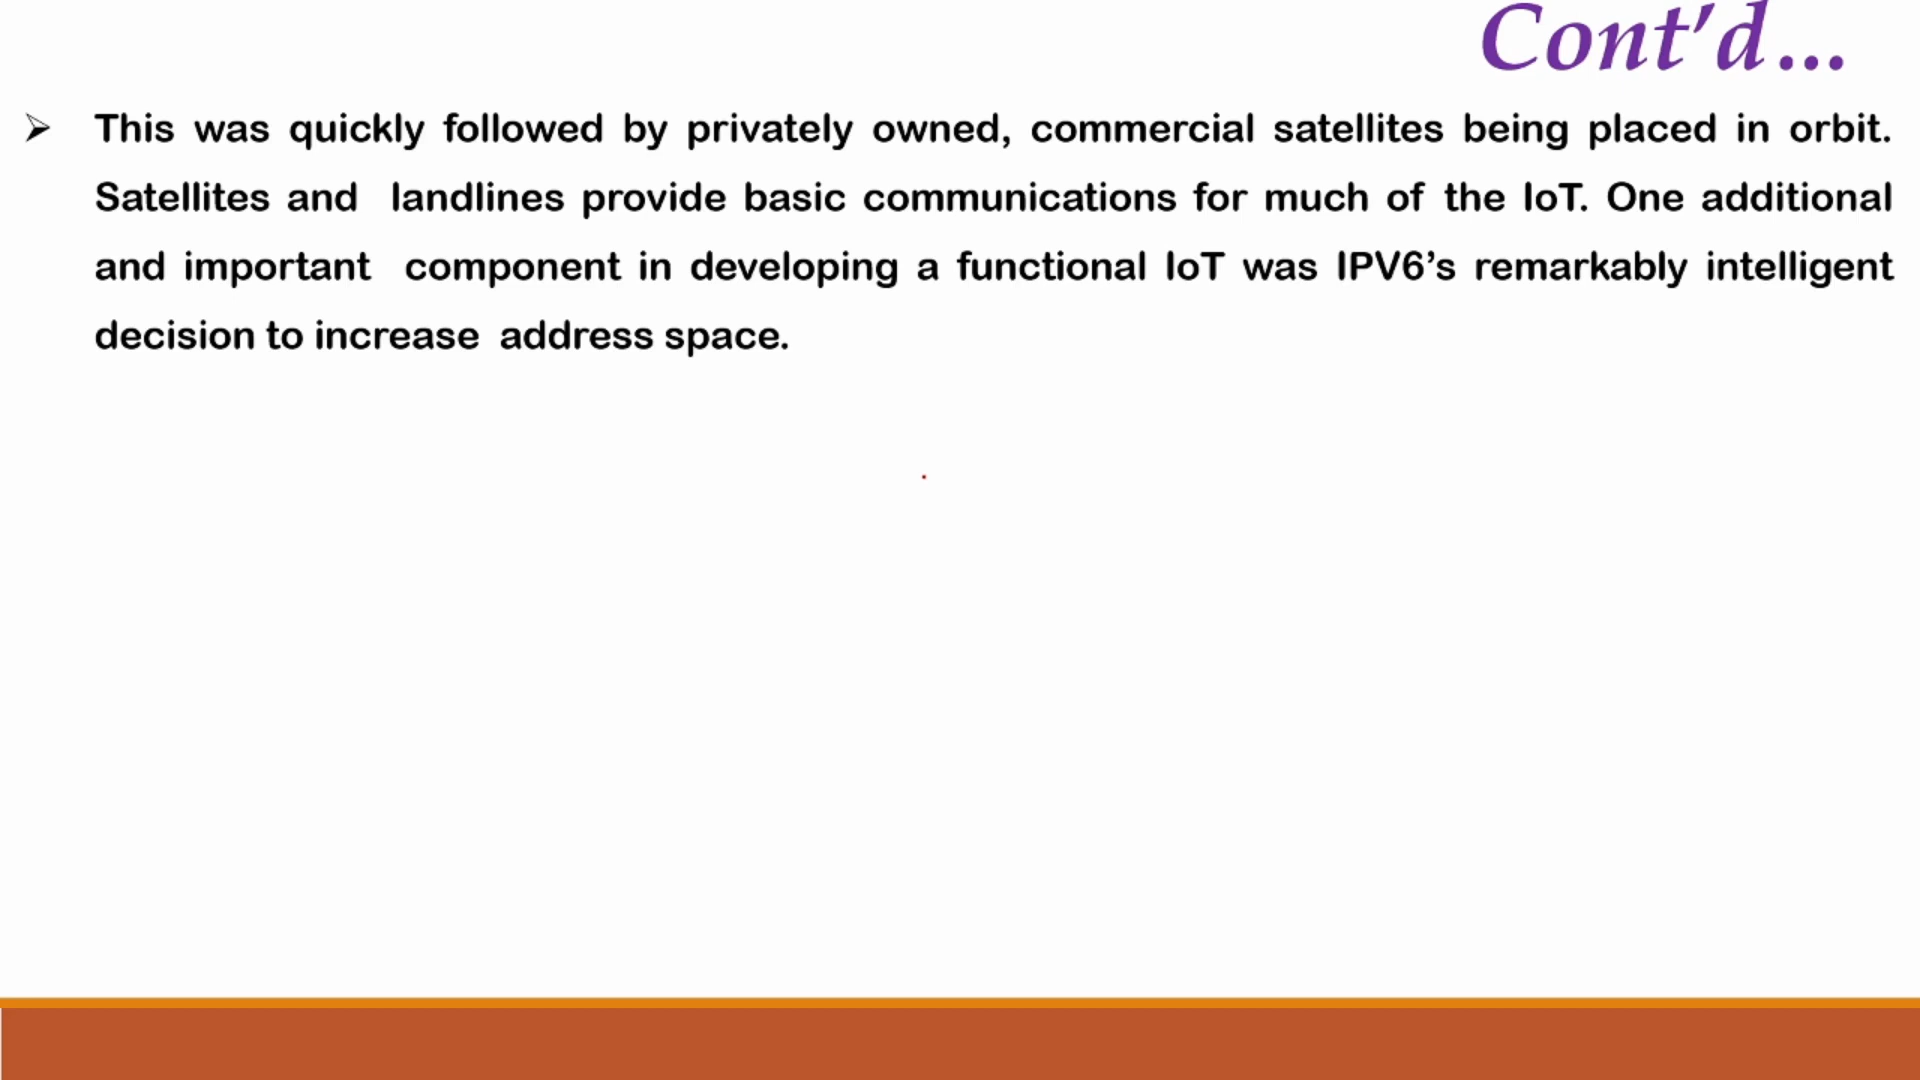 Cont’d...
➢ This was quickly followed by privately owned, commercial satellites being placed in orbit.
Satellites and landlines provide basic communications for much of the IoT. One additional
and important component in developing a functional IoT was IPV6’s remarkably intelligent
decision to increase address space.